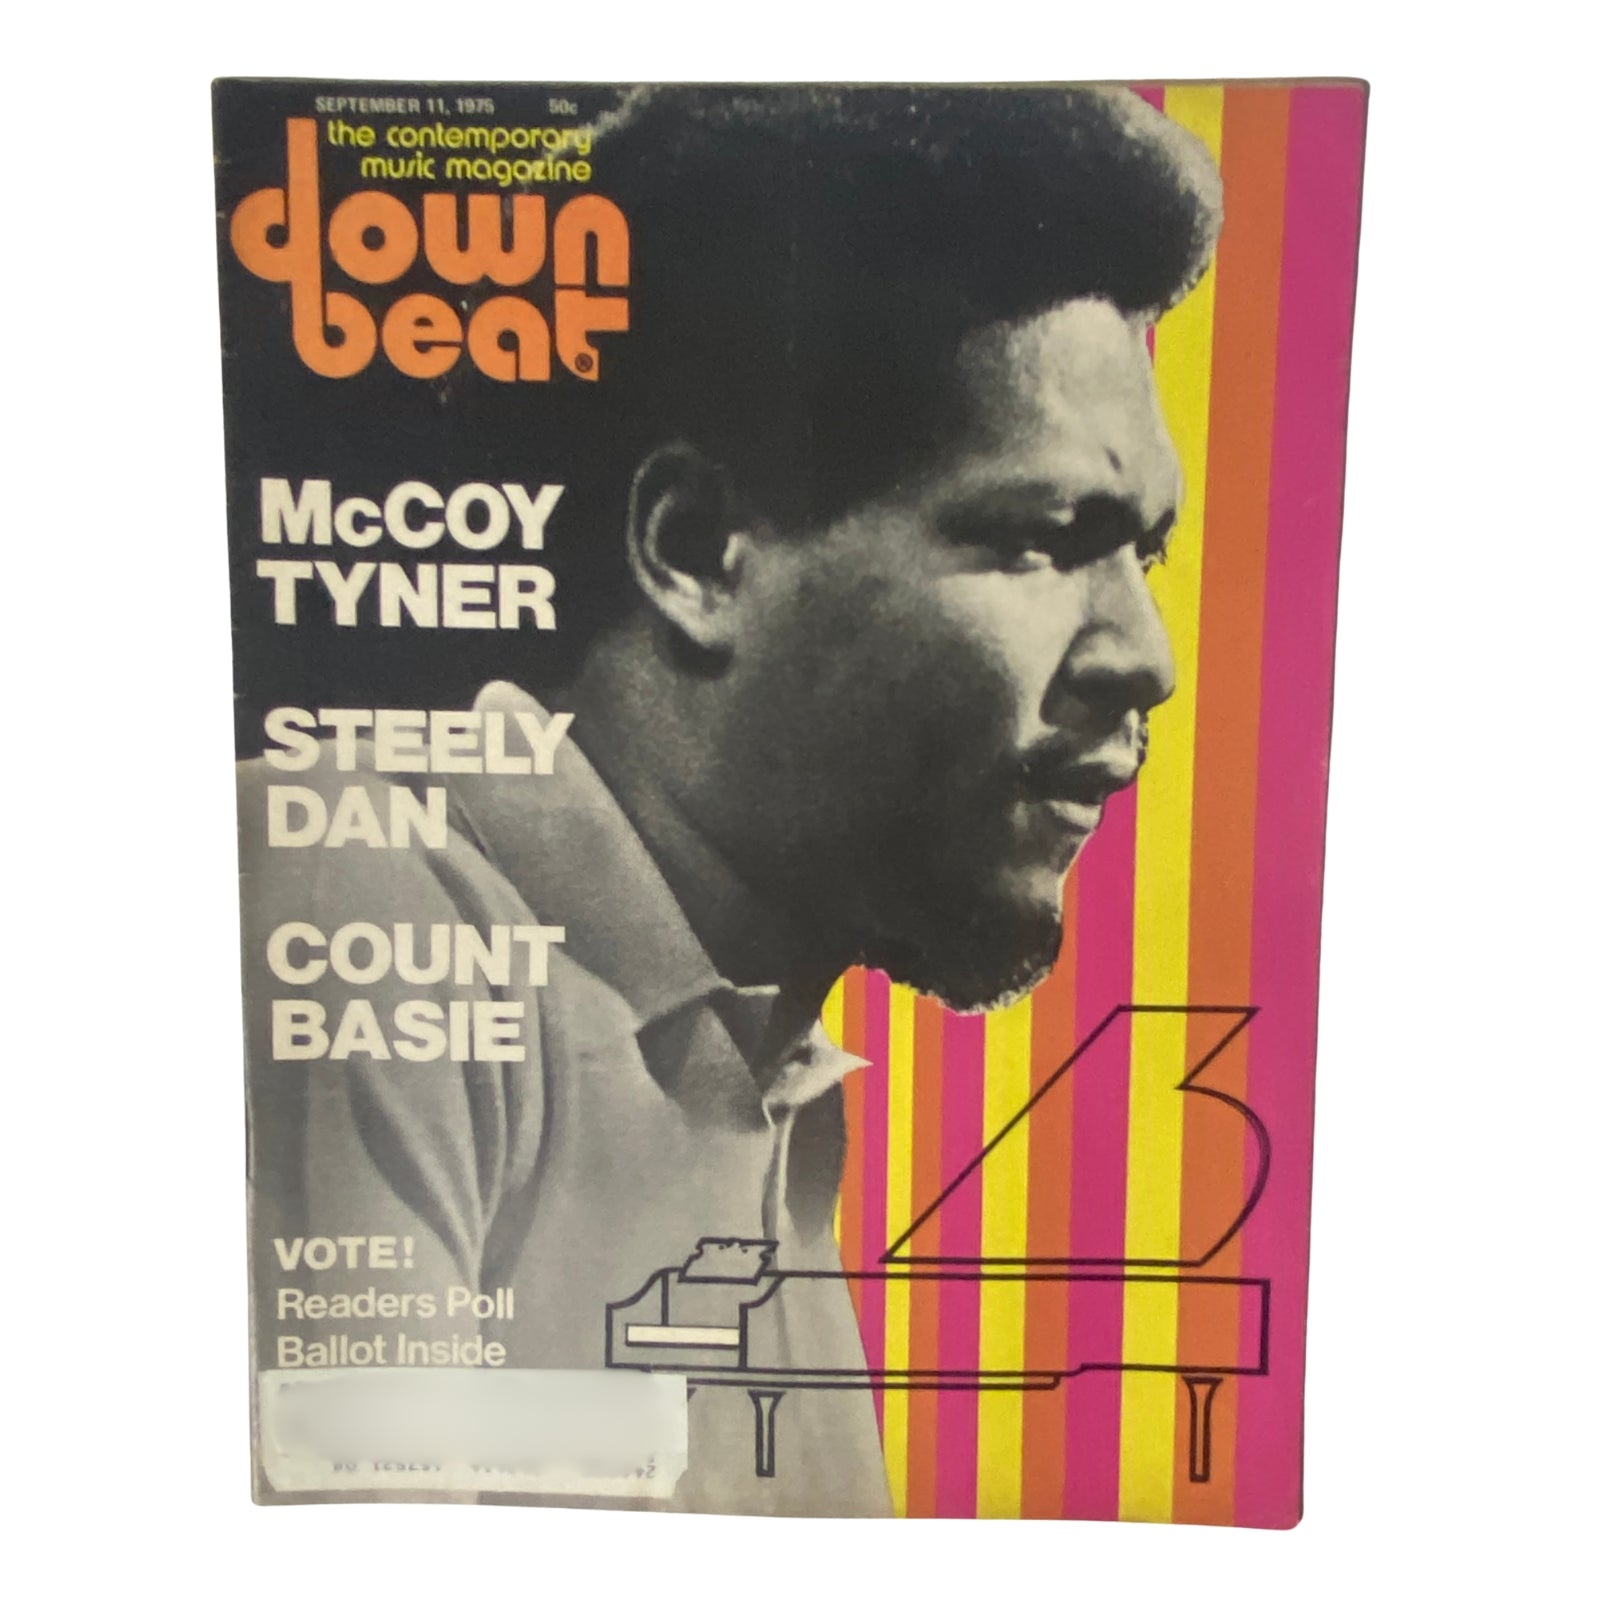 SEPTEMBER 11, 1975 50c
the contemporary
music magazine
down
beat®
McCOY
TYNER
STEELY
DAN
COUNT
BASIE
VOTE!
Readers Poll
Ballot Inside